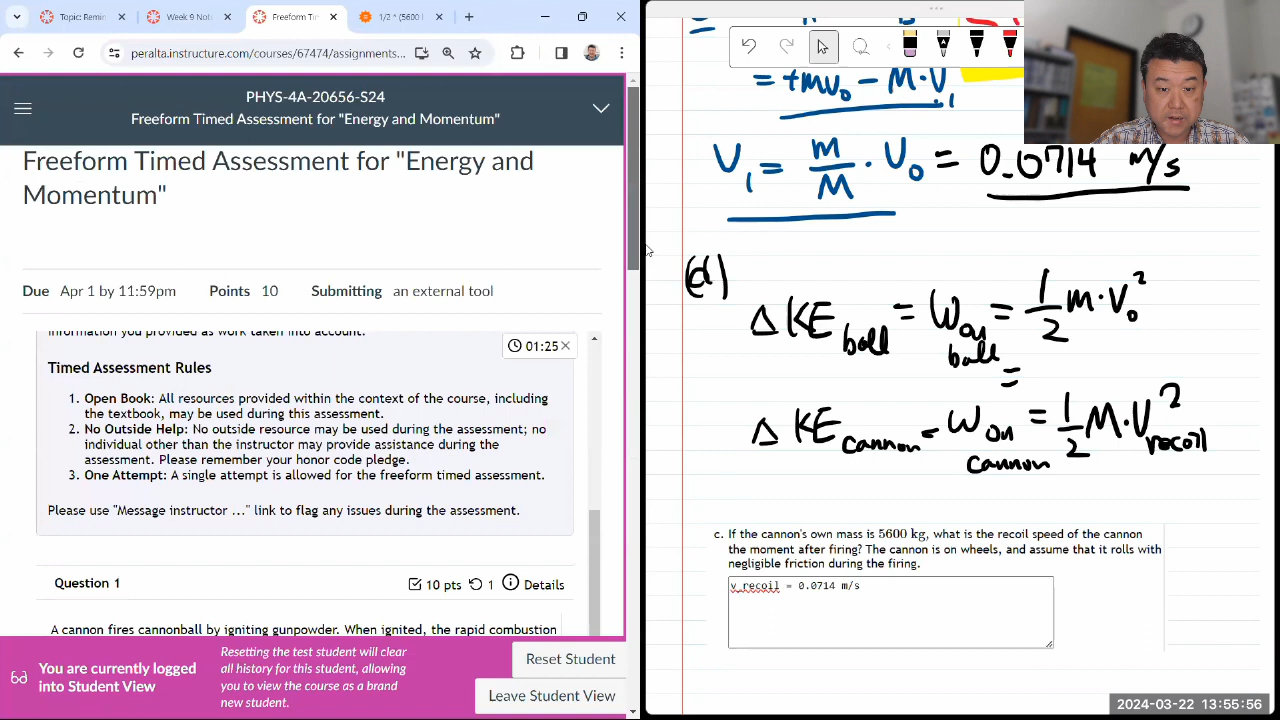 Topic Remin
Week 9 Not
Freeform Tim
1/2 * (5600 l
peralta.instructure.com/courses/76174/assignments...
PHYS-4A-20656-S24
Freeform Timed Assessment for "Energy and Momentum"
Freeform Timed Assessment for "Energy and
Momentum"
Due Apr 1 by 11:59pm Points 10 Submitting an external tool
information you provided as work taken into account.
01:25
Timed Assessment Rules
1. Open Book: All resources provided within the context of the course, including
the textbook, may be used during this assessment.
2. No Outside Help: No outside resource may be used during the assessment; no
individual other than the instructor may provide assistance during the
assessment. Please remember your honor code pledge.
3. One Attempt: A single attempt is allowed for the freeform timed assessment.
Please use "Message instructor ..." link to flag any issues during the assessment.
Question 1 10 pts 1 Details
A cannon fires cannonball by igniting gunpowder. When ignited, the rapid combustion
You are currently logged
into Student View
Resetting the test student will clear
all history for this student, allowing
you to view the course as a brand
new student.
Reset Student
Leave Student View
= +mv₀ − M·V₁
V₁ = m/M · V₀ = 0.0714 m/s
(d)
Δ KE ball = W on ball = 1/2 m·V₀²
=
Δ KE cannon = W on cannon = 1/2 M·V recoil ²
c. If the cannon's own mass is 5600 kg, what is the recoil speed of the cannon
the moment after firing? The cannon is on wheels, and assume that it rolls with
negligible friction during the firing.
v_recoil = 0.0714 m/s
2024-03-22 13:55:56